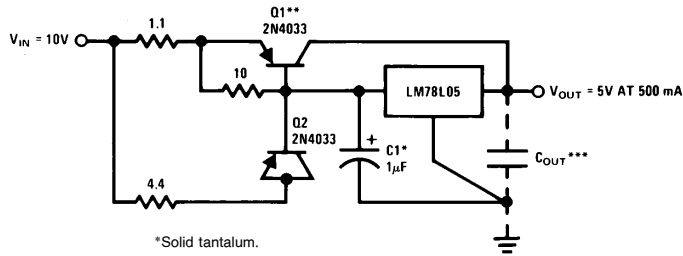 Q1**
2N4033
1.1
V_IN = 10V
10
LM78L05
V_OUT = 5V AT 500 mA
Q2
2N4033
+
C1*
1μF
C_OUT***
4.4
*Solid tantalum.